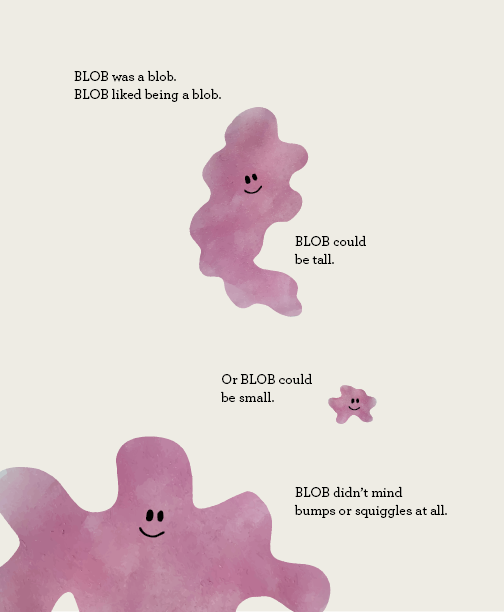 BLOB was a blob.
BLOB liked being a blob.
BLOB could
be tall.
Or BLOB could
be small.
BLOB didn’t mind
bumps or squiggles at all.